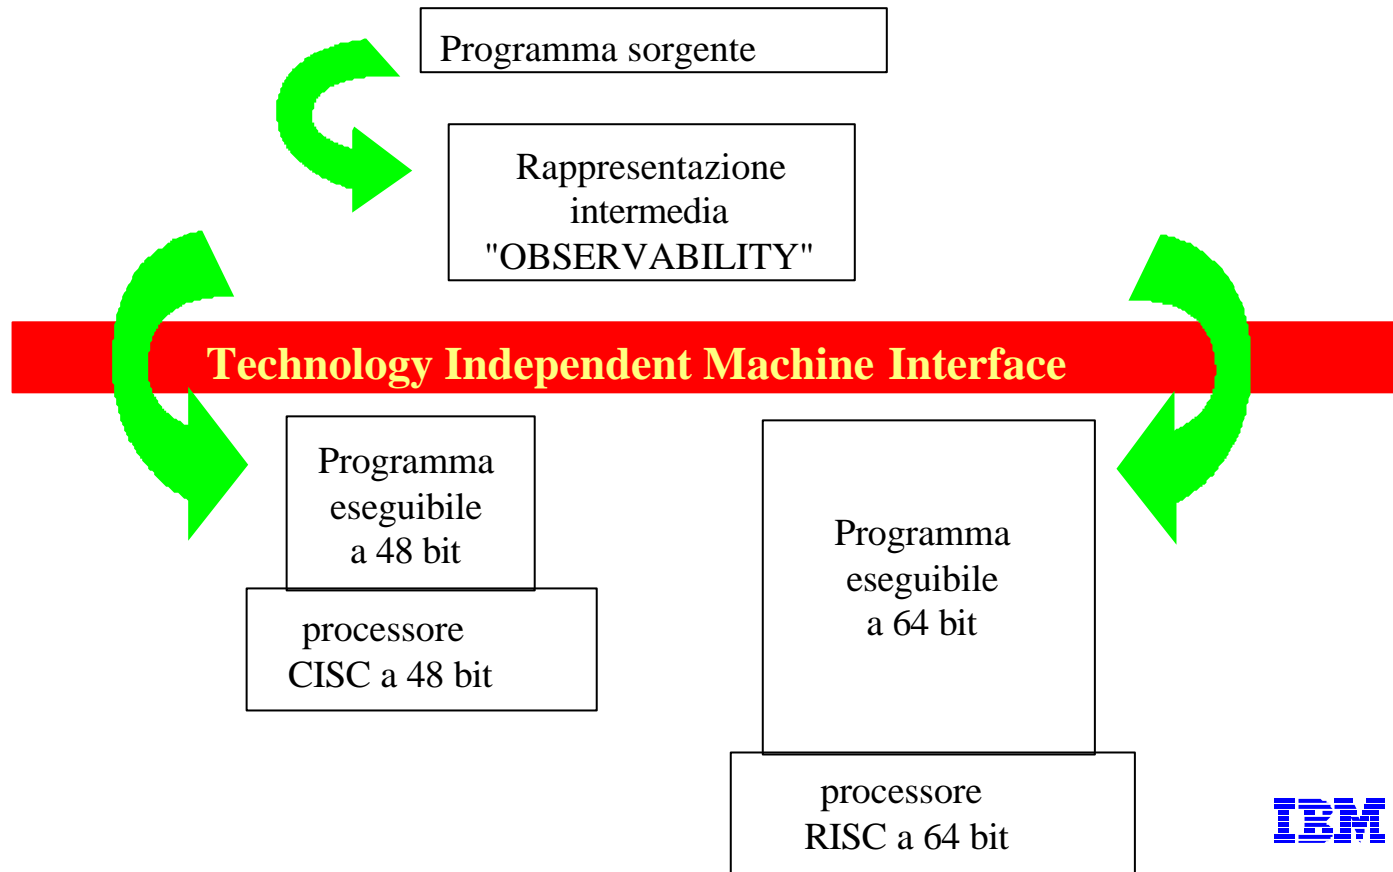 Programma sorgente
Rappresentazione
intermedia
"OBSERVABILITY"
Technology Independent Machine Interface
Programma
eseguibile
a 48 bit
processore
CISC a 48 bit
Programma
eseguibile
a 64 bit
processore
RISC a 64 bit
IBM